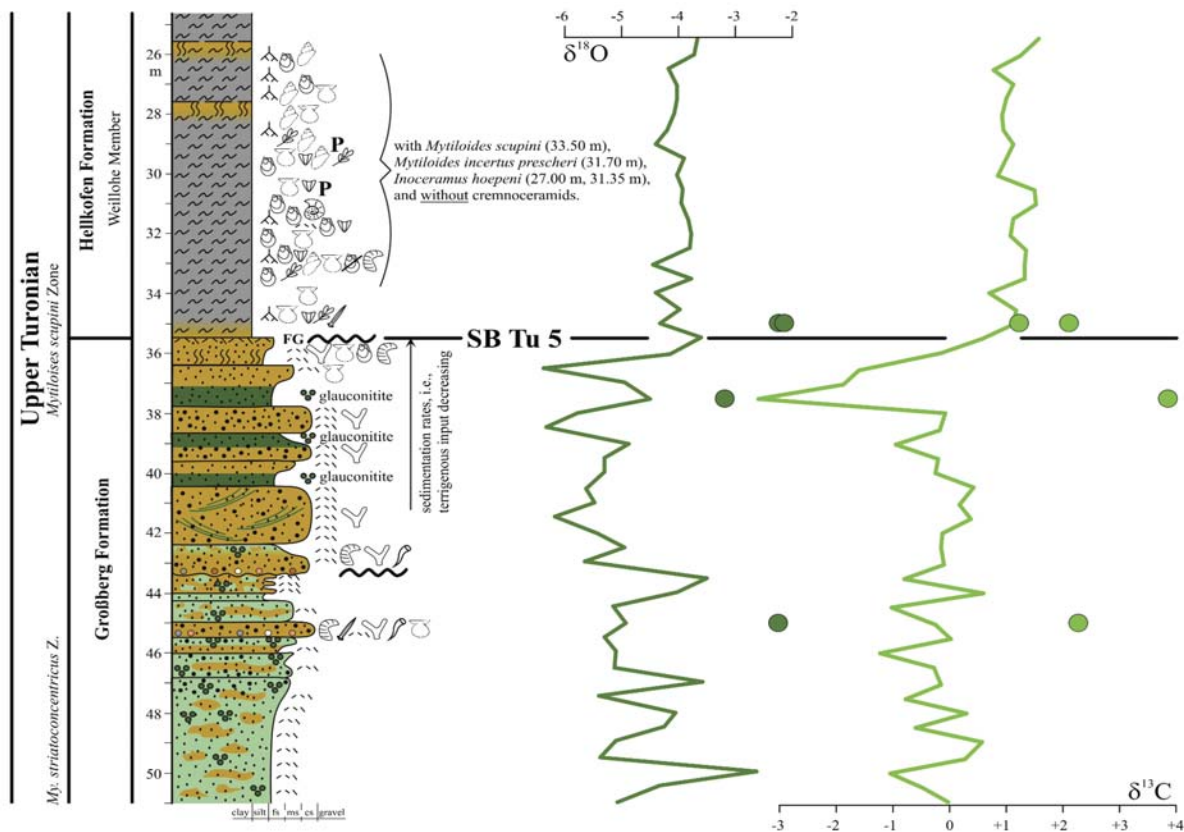 Upper Turonian
My. striatoconcentricus Z.
Mytiloises scupini Zone
Hellkofen Formation
Weillohe Member
Großberg Formation
26
m
28
30
32
34
36
38
40
42
44
46
48
50
clay silt fs ms cs gravel
P
P
with Mytiloides scupini (33.50 m),
Mytiloides incertus prescheri (31.70 m),
Inoceramus hoepeni (27.00 m, 31.35 m),
and without cremnoceramids.
FG
SB Tu 5
glauconitite
glauconitite
glauconitite
sedimentation rates, i.e.,
terrigenous input decreasing
-6 -5 -4 -3 -2
δ18O
δ13C
-3 -2 -1 0 +1 +2 +3 +4